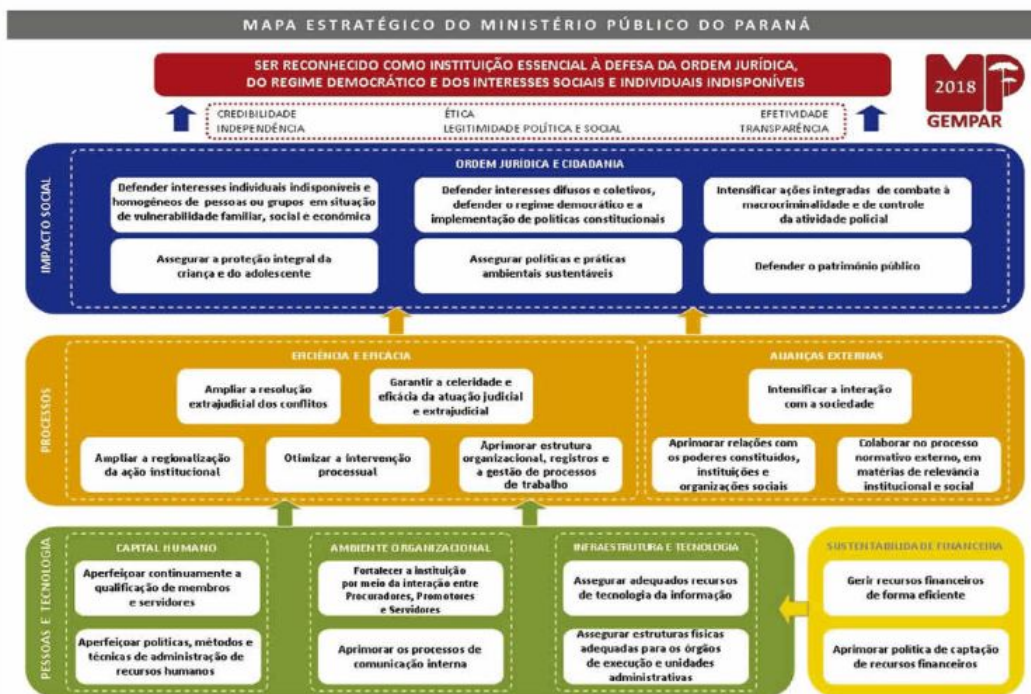 MAPA ESTRATÉGICO DO MINISTÉRIO PÚBLICO DO PARANÁ
SER RECONHECIDO COMO INSTITUIÇÃO ESSENCIAL À DEFESA DA ORDEM JURÍDICA,
DO REGIME DEMOCRÁTICO E DOS INTERESSES SOCIAIS E INDIVIDUAIS INDISPONÍVEIS
MP
2018
GEMPAR
CREDIBILIDADE
INDEPENDÊNCIA
ÉTICA
LEGITIMIDADE POLÍTICA E SOCIAL
EFETIVIDADE
TRANSPARÊNCIA
IMPACTO SOCIAL
ORDEM JURÍDICA E CIDADANIA
Defender interesses individuais indisponíveis e
homogêneos de pessoas ou grupos em situação
de vulnerabilidade familiar, social e econômica
Defender interesses difusos e coletivos,
defender o regime democrático e a
implementação de políticas constitucionais
Intensificar ações integradas de combate à
macrocriminalidade e de controle
da atividade policial
Assegurar a proteção integral da
criança e do adolescente
Assegurar políticas e práticas
ambientais sustentáveis
Defender o patrimônio público
PROCESSOS
EFICIÊNCIA E EFICÁCIA
Ampliar a resolução
extrajudicial dos conflitos
Garantir a celeridade e
eficácia da atuação judicial
e extrajudicial
Ampliar a regionalização
da ação institucional
Otimizar a intervenção
processual
Aprimorar estrutura
organizacional, registros e
a gestão de processos
de trabalho
ALIANÇAS EXTERNAS
Intensificar a interação
com a sociedade
Aprimorar relações com
os poderes constituídos,
instituições e
organizações sociais
Colaborar no processo
normativo externo, em
matérias de relevância
institucional e social
PESSOAS E TECNOLOGIA
CAPITAL HUMANO
Aperfeiçoar continuamente a
qualificação de membros
e servidores
Aperfeiçoar políticas, métodos e
técnicas de administração de
recursos humanos
AMBIENTE ORGANIZACIONAL
Fortalecer a instituição
por meio da interação entre
Procuradores, Promotores
e Servidores
Aprimorar os processos de
comunicação interna
INFRAESTRUTURA E TECNOLOGIA
Assegurar adequados recursos
de tecnologia da informação
Assegurar estruturas físicas
adequadas para os órgãos
de execução e unidades
administrativas
SUSTENTABILIDADE FINANCEIRA
Gerir recursos financeiros
de forma eficiente
Aprimorar política de captação
de recursos financeiros